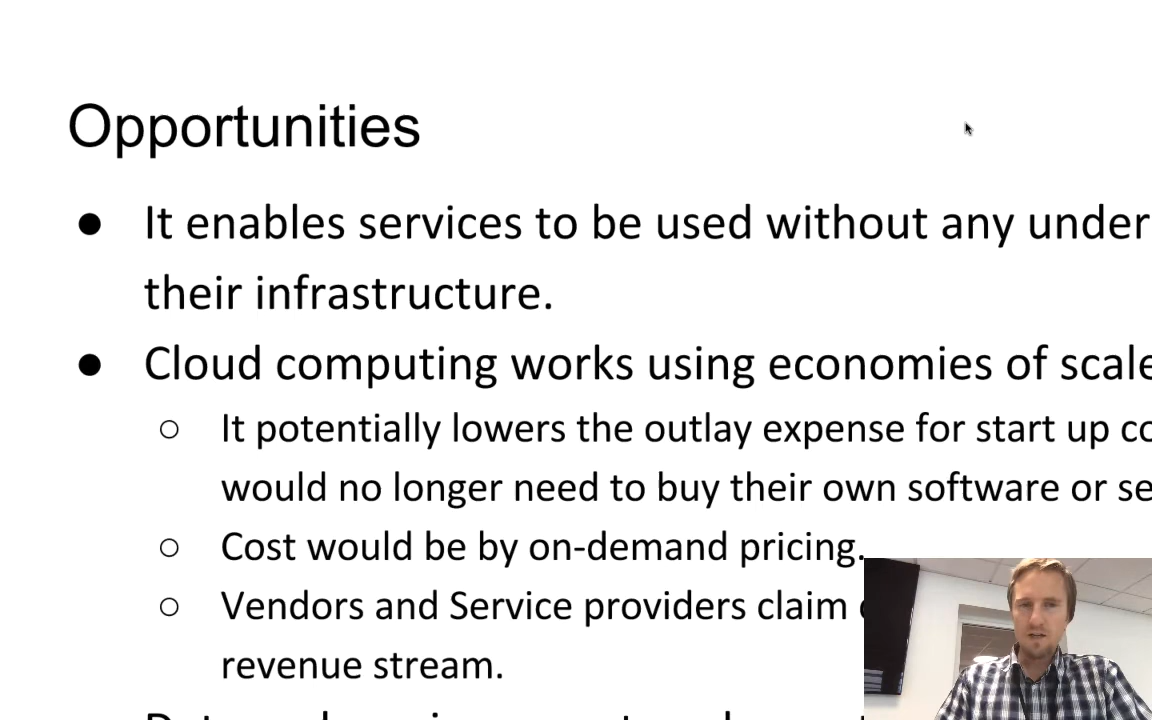 Opportunities
● It enables services to be used without any under
their infrastructure.
● Cloud computing works using economies of scale
○ It potentially lowers the outlay expense for start up co
would no longer need to buy their own software or se
○ Cost would be by on-demand pricing.
○ Vendors and Service providers claim
revenue stream.